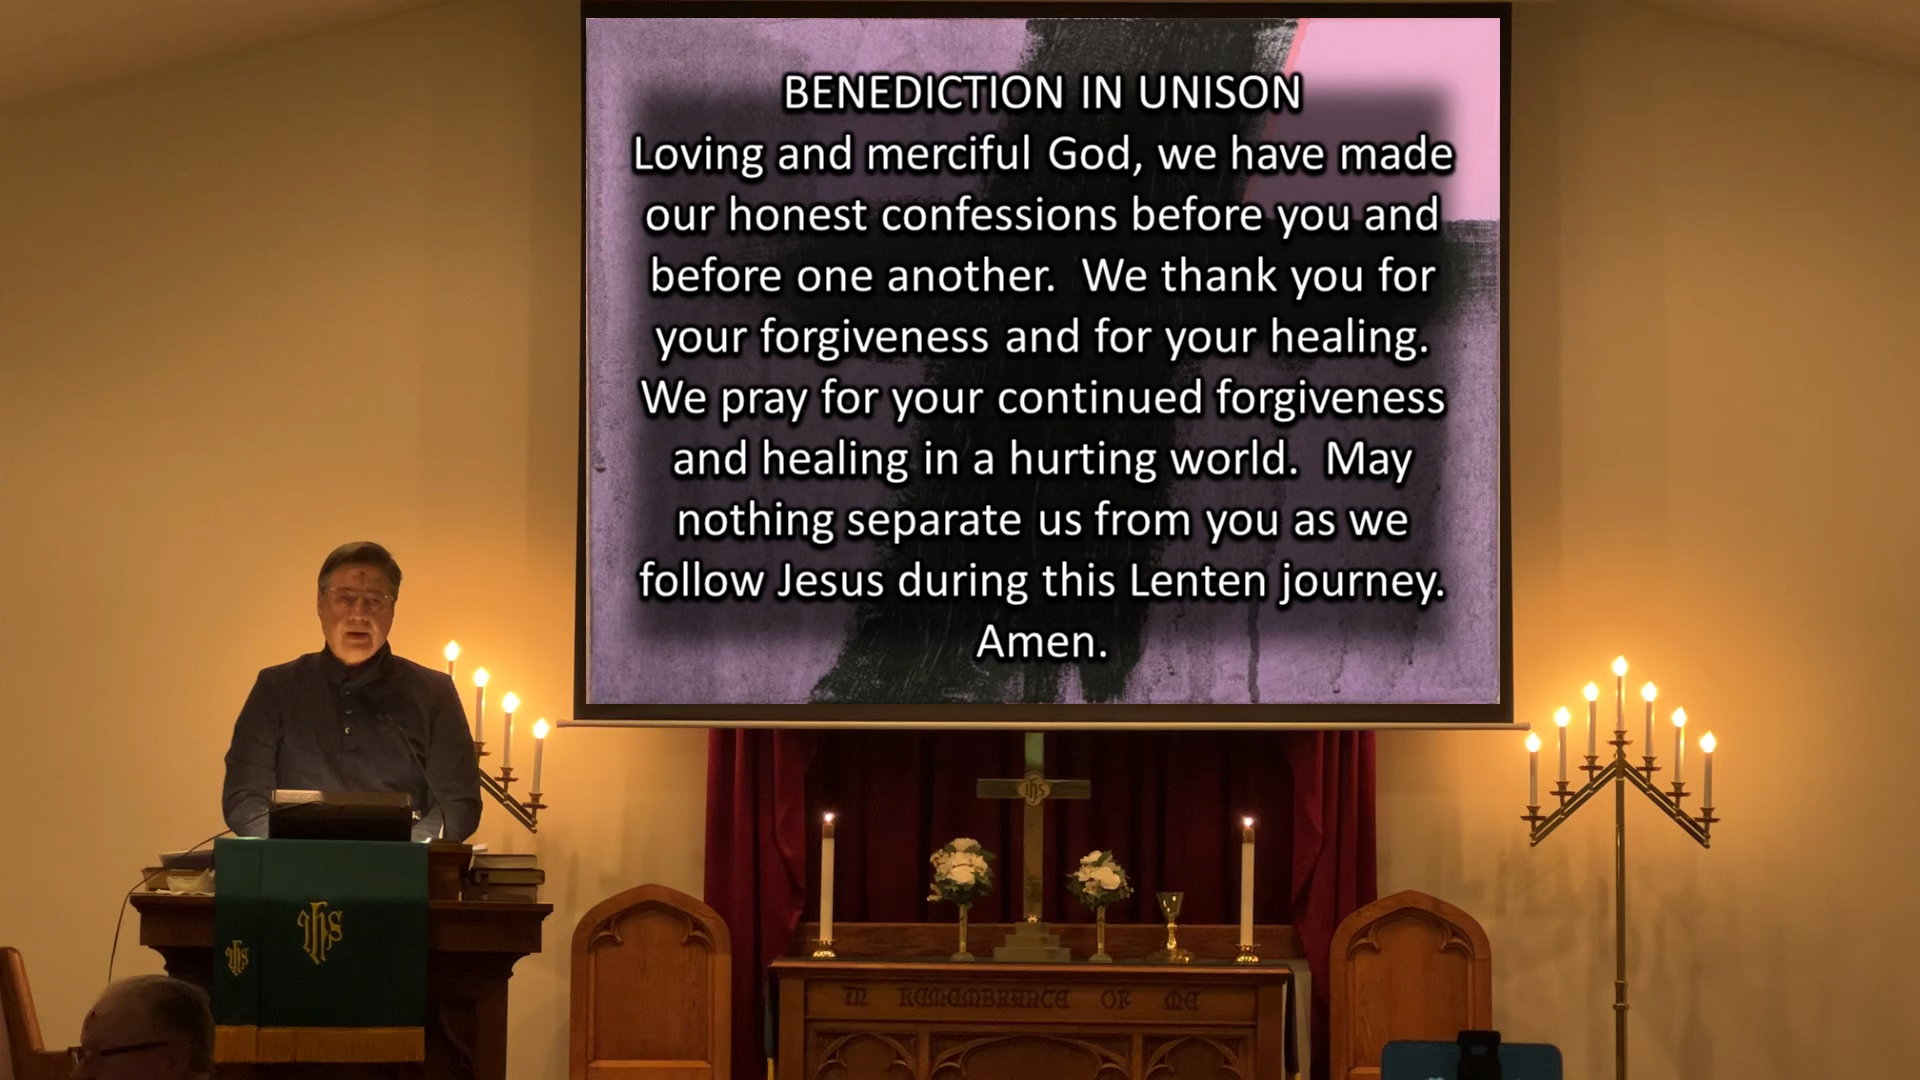 BENEDICTION IN UNISON
Loving and merciful God, we have made
our honest confessions before you and
before one another.  We thank you for
your forgiveness and for your healing.
We pray for your continued forgiveness
and healing in a hurting world.  May
nothing separate us from you as we
follow Jesus during this Lenten journey.
Amen.
IHS
IHS
IHS
IN REMEMBRANCE OF ME